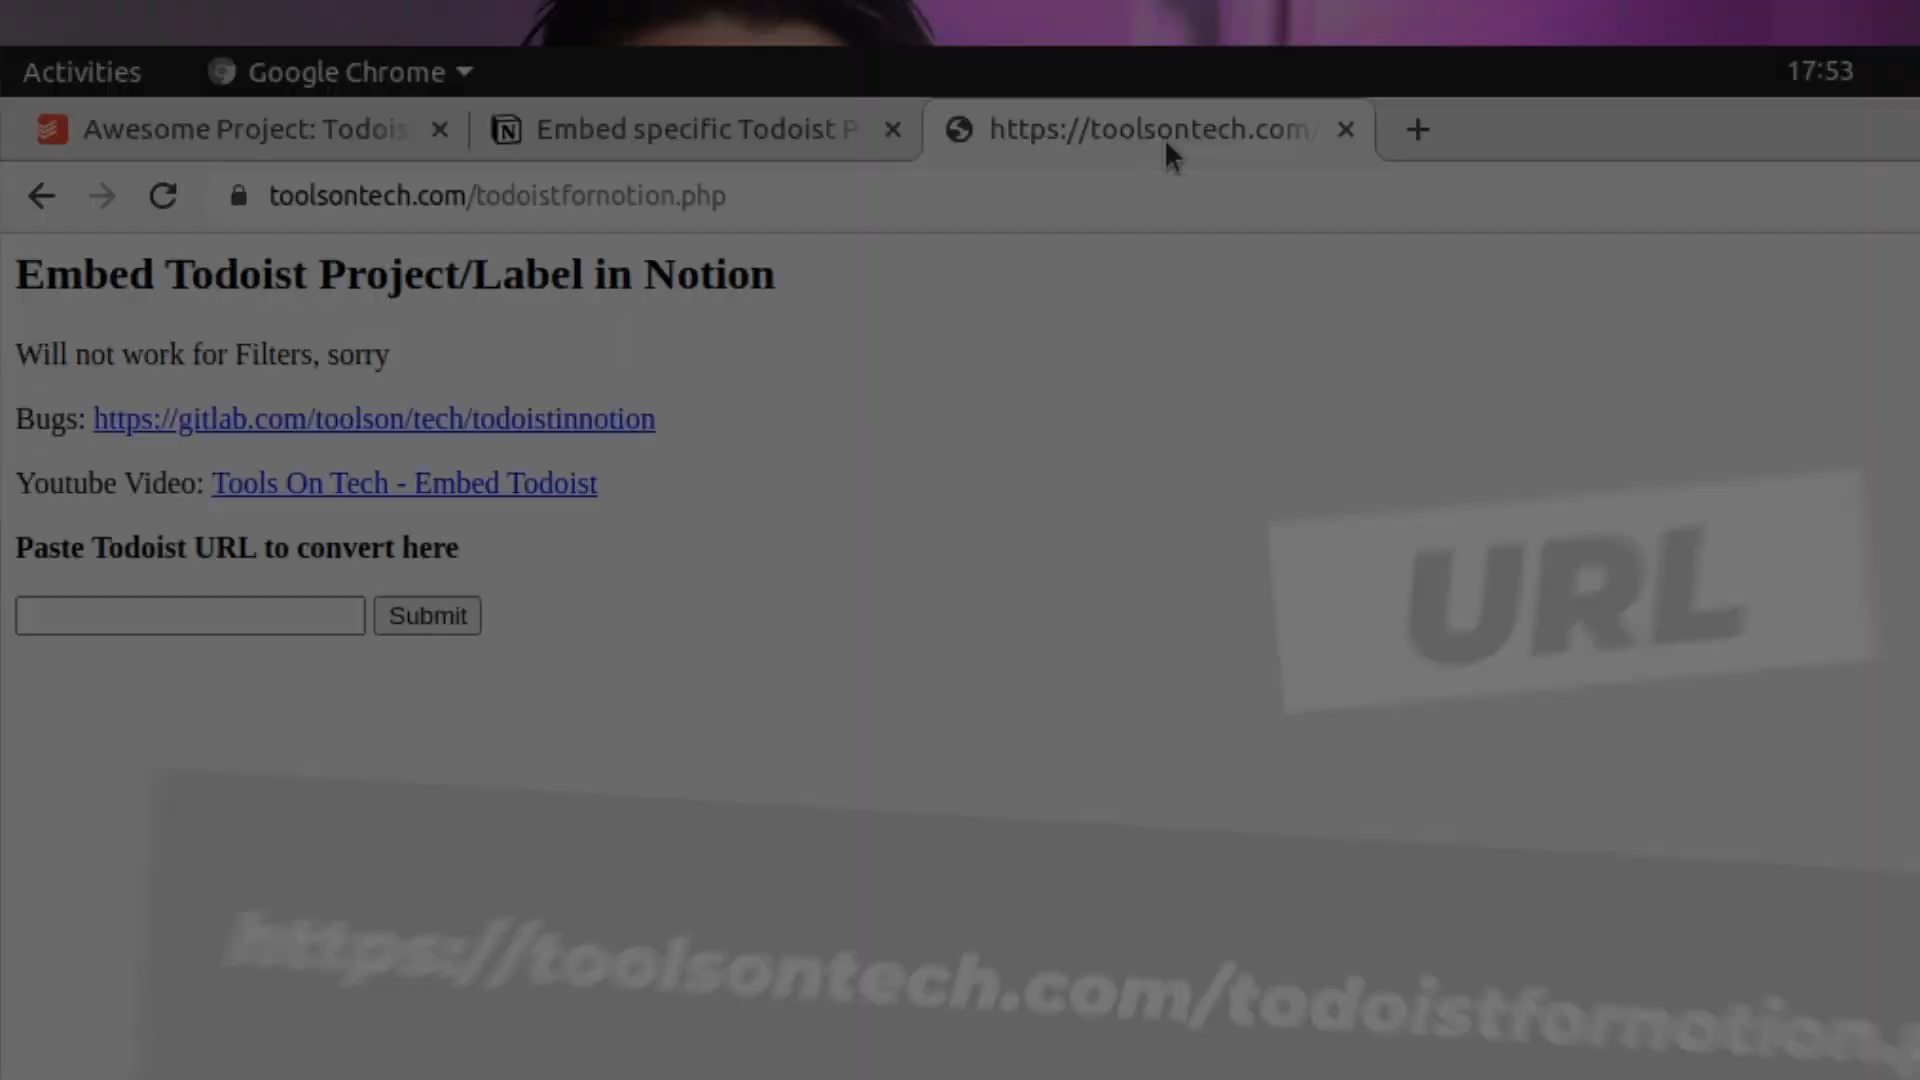 Activities Google Chrome 17:53
Awesome Project: Todois Embed specific Todoist P https://toolsontech.com/
toolsontech.com/todoistfornotion.php
Embed Todoist Project/Label in Notion
Will not work for Filters, sorry
Bugs: https://gitlab.com/toolson/tech/todoistinnotion
Youtube Video: Tools On Tech - Embed Todoist
Paste Todoist URL to convert here
Submit
URL
https://toolsontech.com/todoistfornotion.p